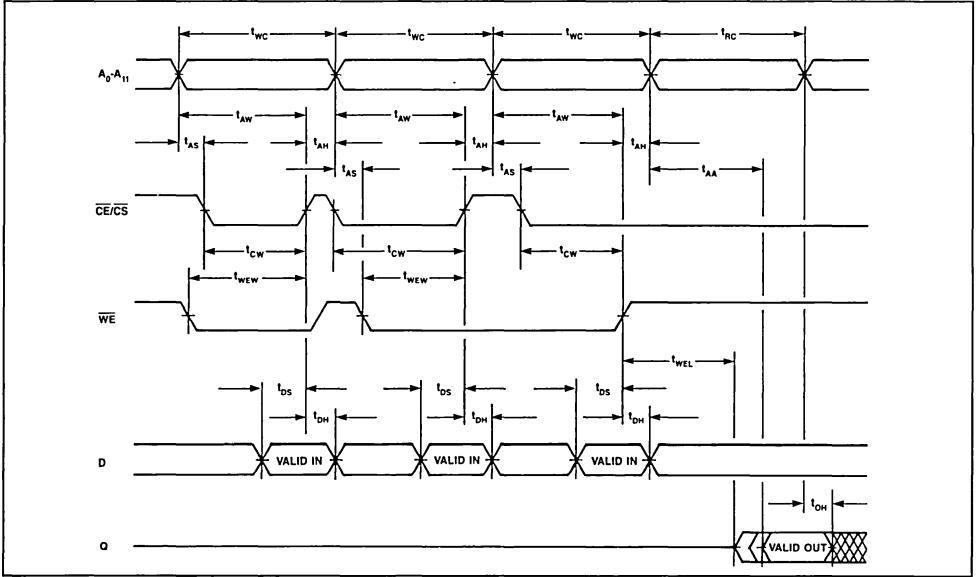 tWC tWC tWC tRC
A0-A11
tAW tAW tAW
tAS tAH tAH tAH
tAS tAS tAA
CE/CS
tCW tCW tCW
tWEW tWEW
WE
tWEL
tDS tDS tDS
tDH tDH tDH
D VALID IN VALID IN VALID IN
tOH
Q VALID OUT